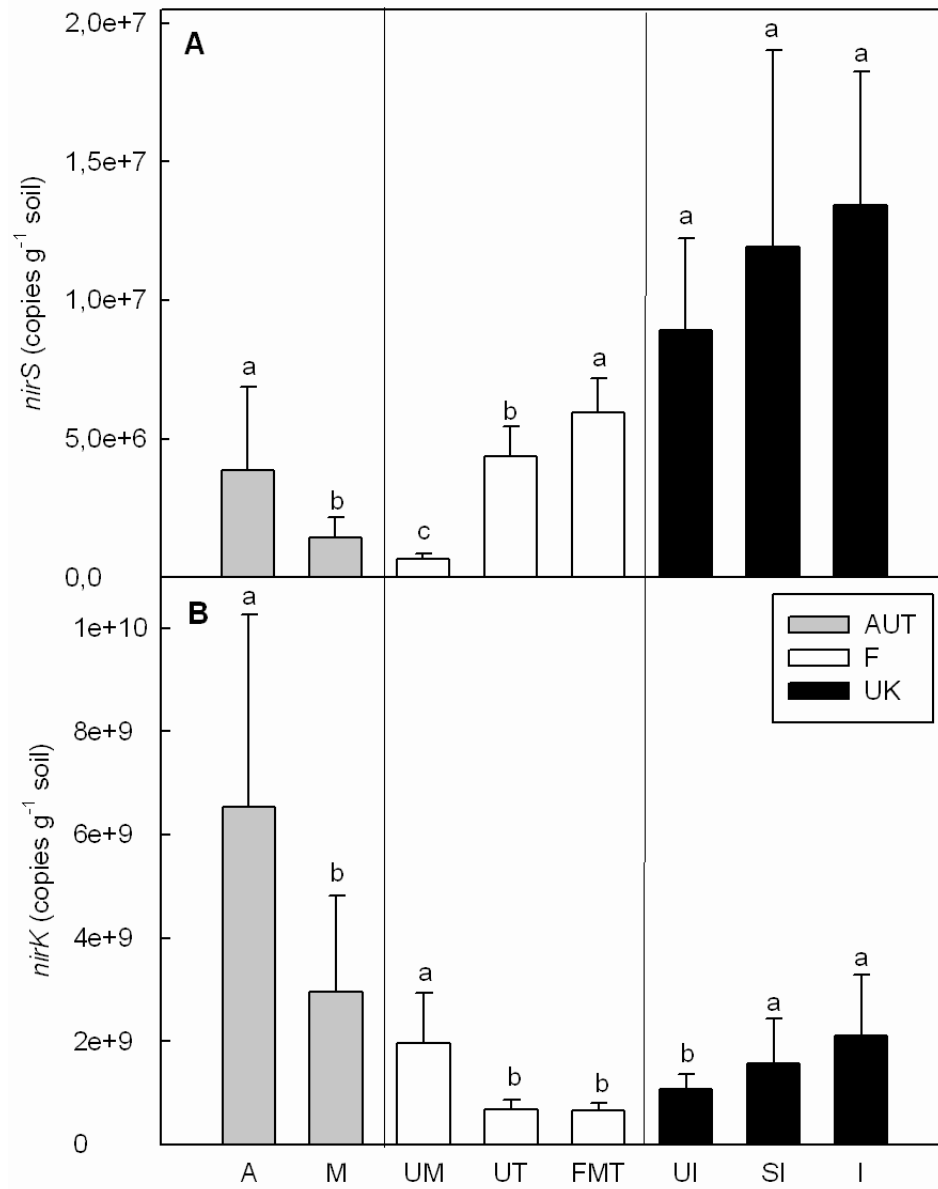 A
2,0e+7
1,5e+7
1,0e+7
5,0e+6
0,0
nirS (copies g⁻¹ soil)
a
b
c
b
a
a
a
a
B
1e+10
8e+9
6e+9
4e+9
2e+9
0
nirK (copies g⁻¹ soil)
a
b
a
b
b
b
a
a
AUT
F
UK
A M UM UT FMT UI SI I